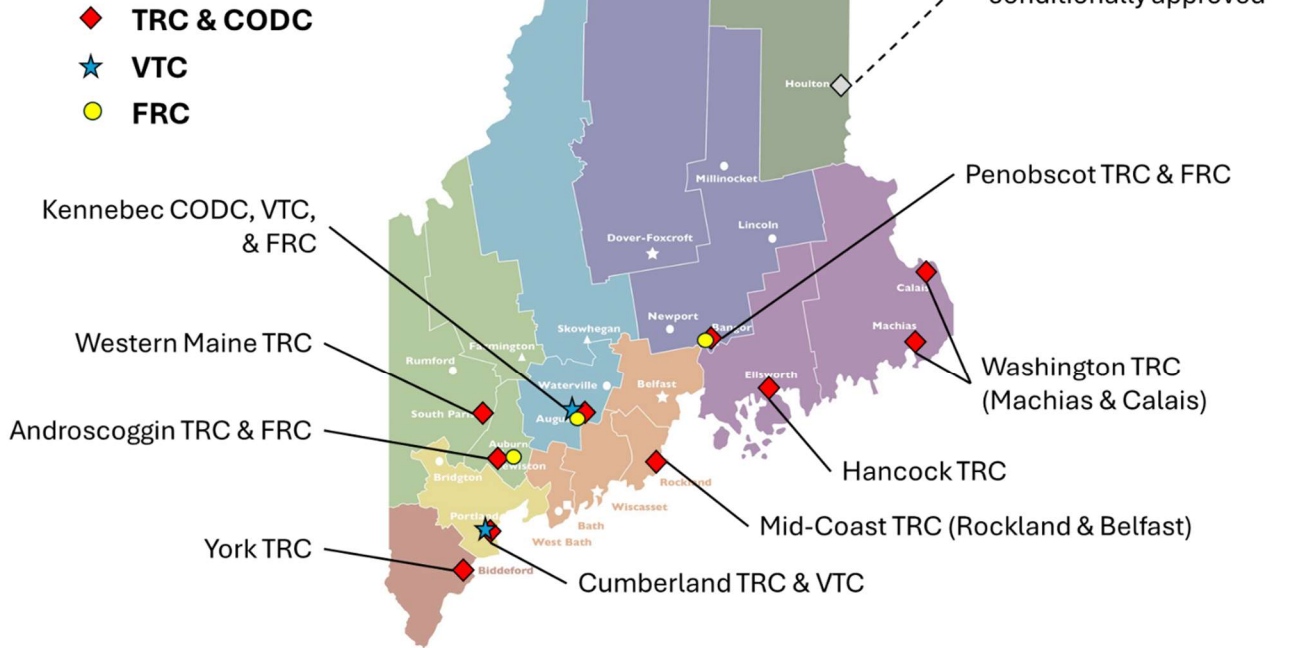 conditionally approved
TRC & CODC
VTC
FRC
Houlton
Penobscot TRC & FRC
Millinocket
Kennebec CODC, VTC,
& FRC
Lincoln
Dover-Foxcroft
Calais
Newport
Bangor
Machias
Skowhegan
Western Maine TRC
Farmington
Rumford
Washington TRC
(Machias & Calais)
Ellsworth
Waterville
Belfast
South Par
Augu
Androscoggin TRC & FRC
Auburn
ewiston
Hancock TRC
Bridgton
Rockland
Wiscasset
Portland
Bath
Mid-Coast TRC (Rockland & Belfast)
West Bath
York TRC
Biddeford
Cumberland TRC & VTC